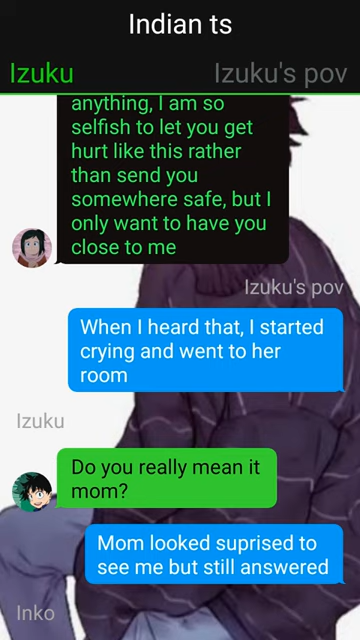 Indian ts
Izuku Izuku's pov
anything, I am so
selfish to let you get
hurt like this rather
than send you
somewhere safe, but I
only want to have you
close to me
Izuku's pov
When I heard that, I started
crying and went to her
room
Izuku
Do you really mean it
mom?
Mom looked suprised to
see me but still answered
Inko